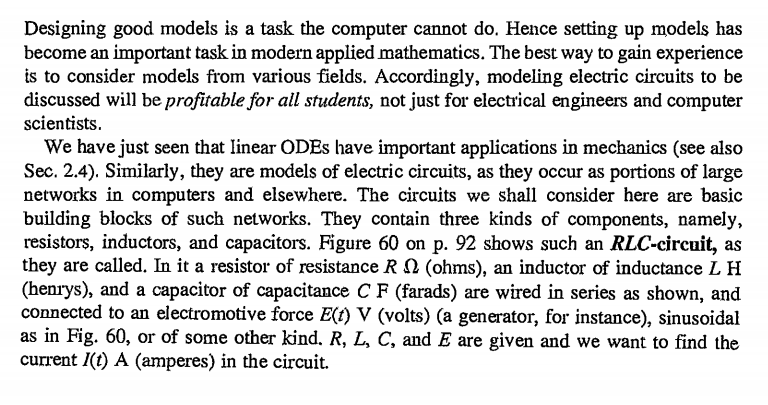 Designing good models is a task the computer cannot do. Hence setting up models has
become an important task in modern applied mathematics. The best way to gain experience
is to consider models from various fields. Accordingly, modeling electric circuits to be
discussed will be profitable for all students, not just for electrical engineers and computer
scientists.
We have just seen that linear ODEs have important applications in mechanics (see also
Sec. 2.4). Similarly, they are models of electric circuits, as they occur as portions of large
networks in computers and elsewhere. The circuits we shall consider here are basic
building blocks of such networks. They contain three kinds of components, namely,
resistors, inductors, and capacitors. Figure 60 on p. 92 shows such an RLC-circuit, as
they are called. In it a resistor of resistance R Ω (ohms), an inductor of inductance L H
(henrys), and a capacitor of capacitance C F (farads) are wired in series as shown, and
connected to an electromotive force E(t) V (volts) (a generator, for instance), sinusoidal
as in Fig. 60, or of some other kind. R, L, C, and E are given and we want to find the
current I(t) A (amperes) in the circuit.